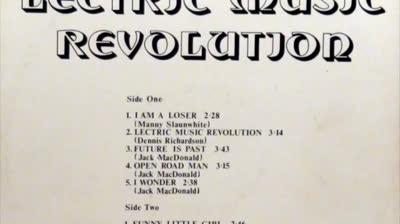 LECTRIC MUSIC
REVOLUTION
Side One
1. I AM A LOSER 2·28
(Manny Slaunwhite)
2. LECTRIC MUSIC REVOLUTION 3·14
(Dennis Richardson)
3. FUTURE IS PAST 3·43
(Jack MacDonald)
4. OPEN ROAD MAN 3·15
(Jack MacDonald)
5. I WONDER 2·38
(Jack MacDonald)
Side Two
1. SUNNY LITTLE GIRL 2·46